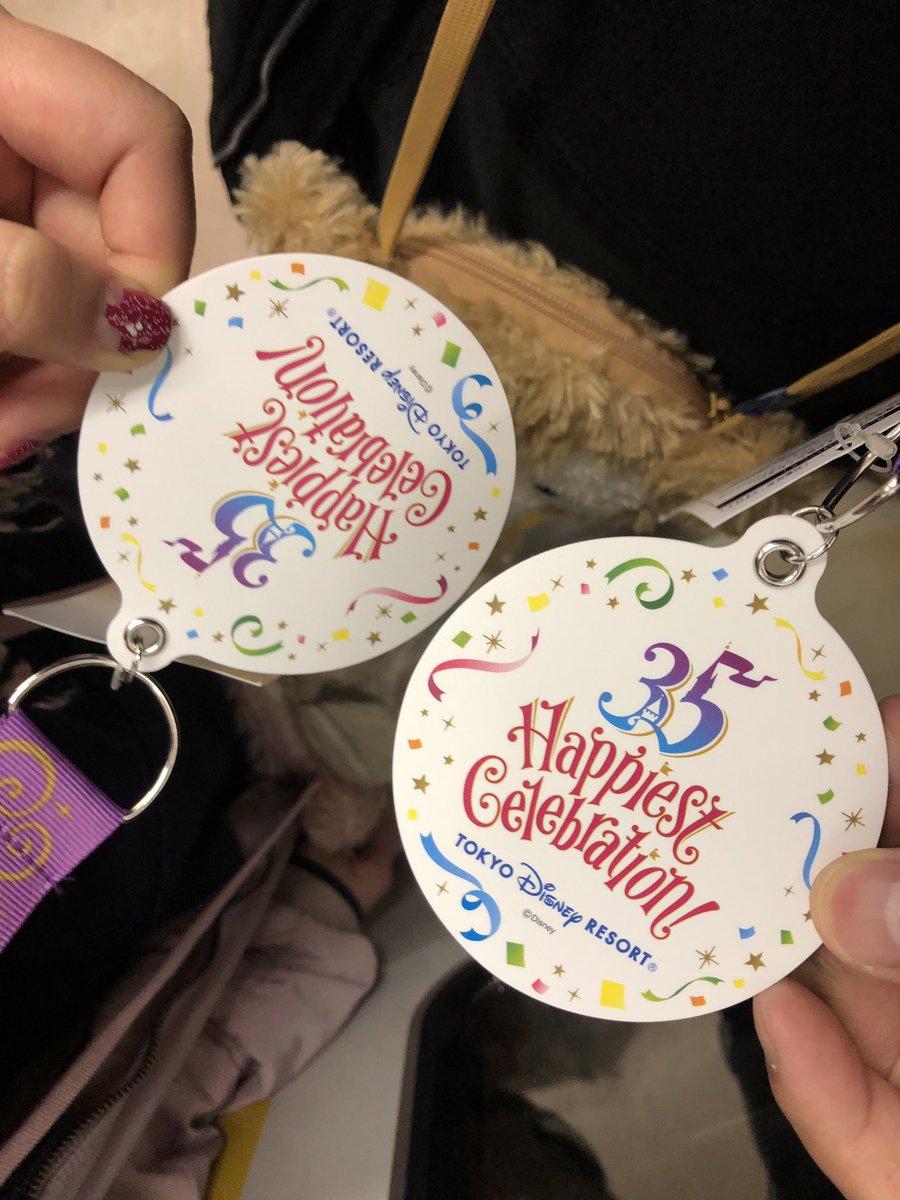 35
Happiest
Celebration!
TOKYO Disney RESORT®
©Disney
35
Happiest
Celebration!
TOKYO Disney RESORT®
©Disney